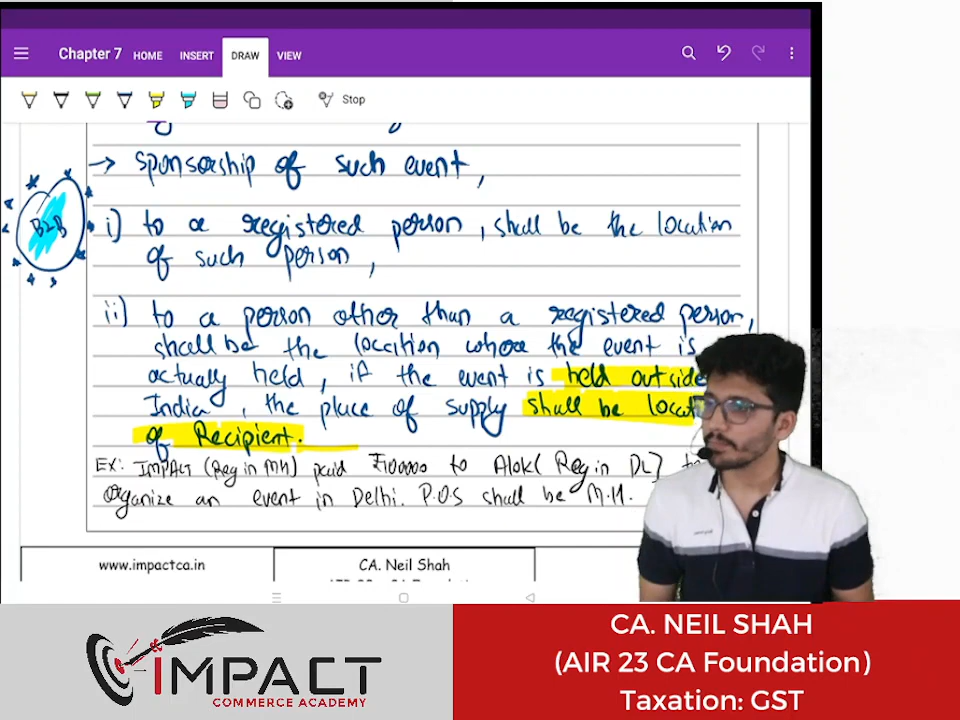 Chapter 7 HOME INSERT DRAW VIEW
Stop
→ Sponsorship of such event,
B2B
i) to a registered person, shall be the location
of such person,
ii) to a person other than a registered person,
shall be the location where the event is
actually held, if the event is held outside
India, the place of supply shall be locat
of Recipient.
EX: IMPACT (Reg in MH) paid ₹100000 to Alok (Reg in DL)
Organize an event in Delhi. P.O.S shall be M.H.
www.impactca.in
CA. Neil Shah
IMPACT
COMMERCE ACADEMY
CA. NEIL SHAH
(AIR 23 CA Foundation)
Taxation: GST